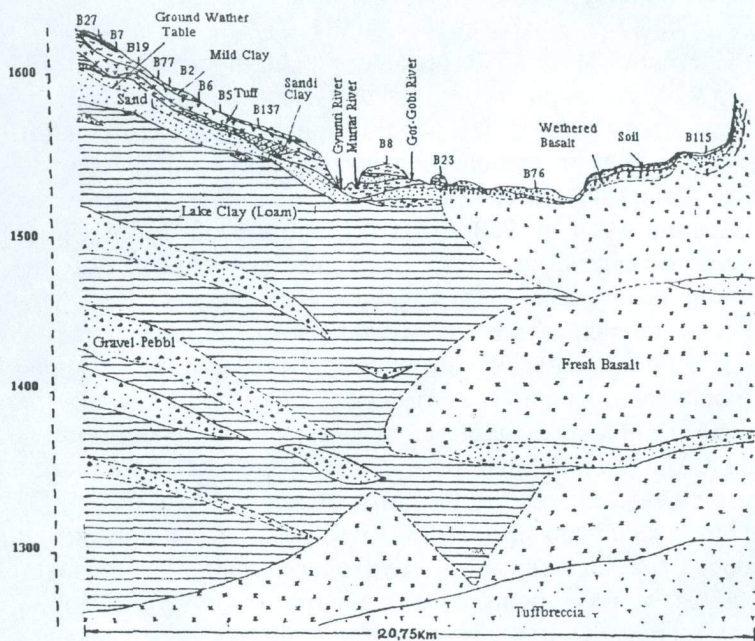 B27
B7
Ground Wather
Table
B19
B77
B2
Mild Clay
B6
B5
Tuff
Sandi
Clay
B137
Sand
Gyumri River
Murtar River
B8
Gor-Gobi River
B23
Wethered
Basalt
Soil
B115
B76
1600
Lake Clay (Loam)
1500
Gravel-Pebbl
Fresh Basalt
1400
1300
Tuffbreccia
20,75Km